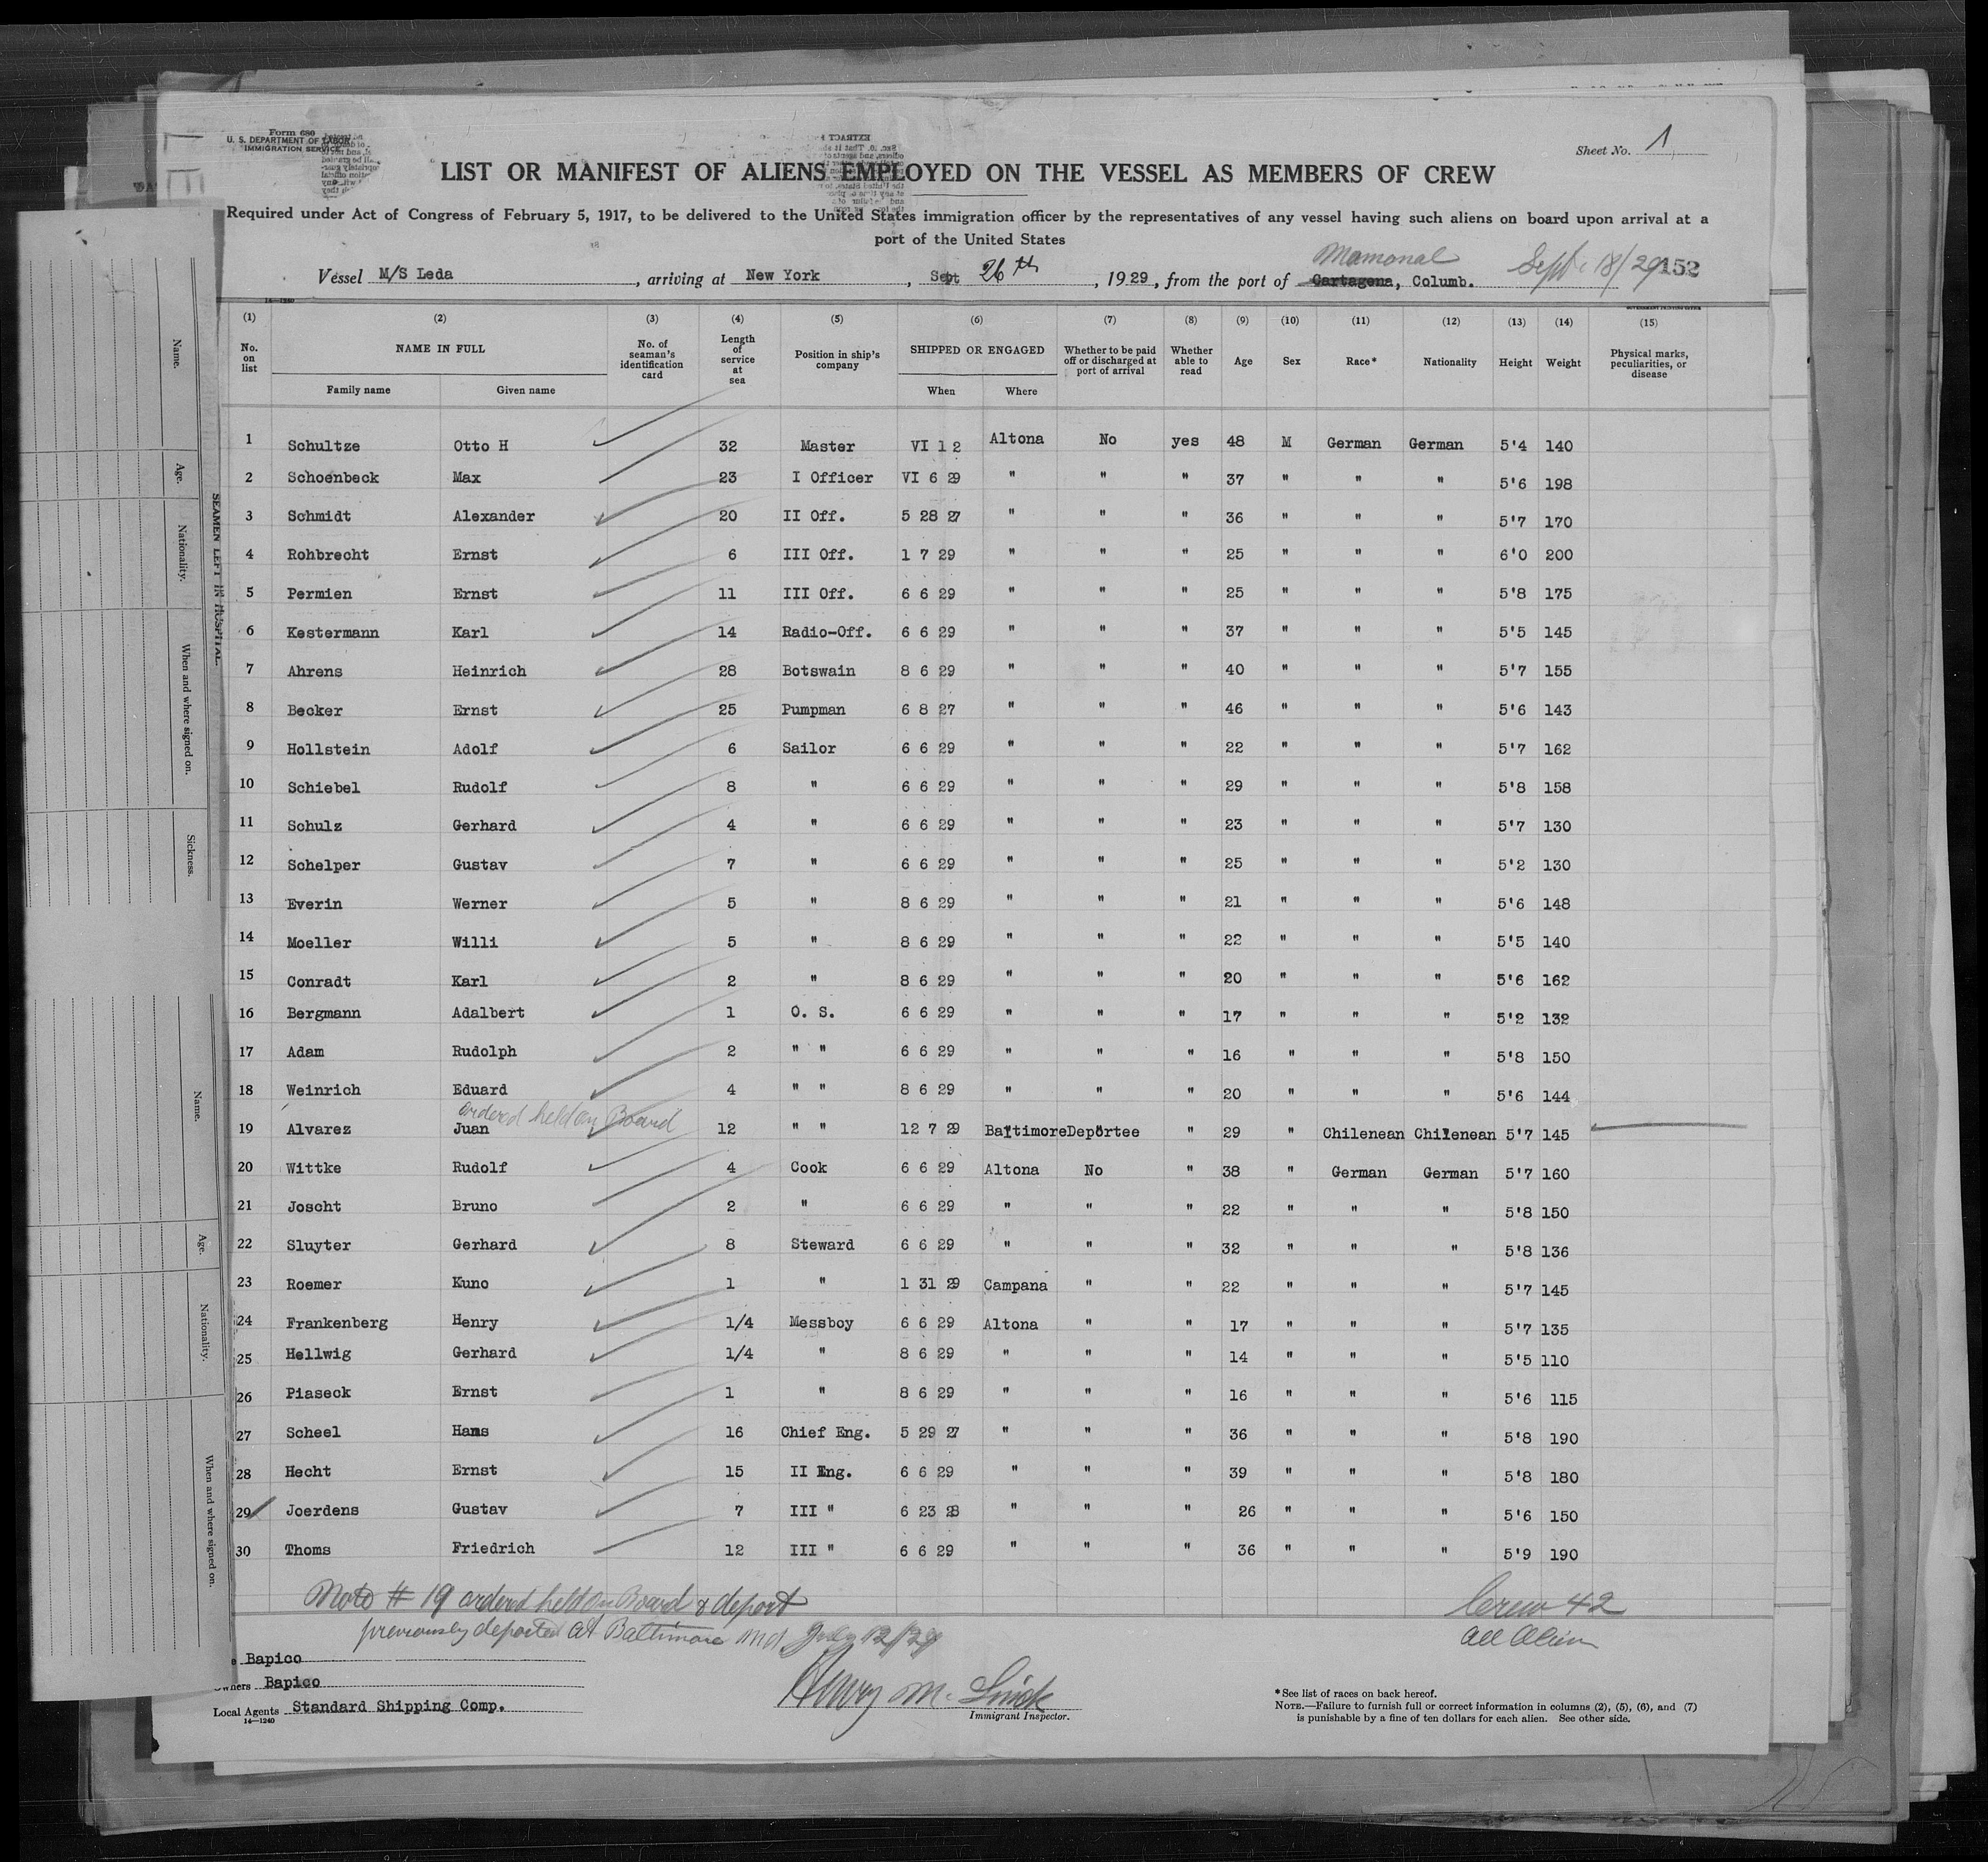 Form 680
U. S. DEPARTMENT OF LABOR
IMMIGRATION SERVICE
Sheet No. 1
LIST OR MANIFEST OF ALIENS EMPLOYED ON THE VESSEL AS MEMBERS OF CREW
Required under Act of Congress of February 5, 1917, to be delivered to the United States immigration officer by the representatives of any vessel having such aliens on board upon arrival at a
port of the United States
Mamonal Sept 18/29 152
Vessel M/S Leda, arriving at New York, Sept 26th, 1929, from the port of Cartagena, Columb.
14—1240
(1) (2) (3) (4) (5) (6) (7) (8) (9) (10) (11) (12) (13) (14) (15)
No. on list NAME IN FULL Family name Given name No. of seaman's identification card Length of service at sea Position in ship's company SHIPPED OR ENGAGED When Where Whether to be paid off or discharged at port of arrival Whether able to read Age Sex Race* Nationality Height Weight Physical marks, peculiarities, or disease
1 Schultze Otto H 32 Master VI 1 2 Altona No yes 48 M German German 5'4 140
2 Schoenbeck Max 23 I Officer VI 6 29 " " " 37 " " " 5'6 198
3 Schmidt Alexander 20 II Off. 5 28 27 " " " 36 " " " 5'7 170
4 Rohbrecht Ernst 6 III Off. 1 7 29 " " " 25 " " " 6'0 200
5 Permien Ernst 11 III Off. 6 6 29 " " " 25 " " " 5'8 175
6 Kestermann Karl 14 Radio-Off. 6 6 29 " " " 37 " " " 5'5 145
7 Ahrens Heinrich 28 Botswain 8 6 29 " " " 40 " " " 5'7 155
8 Becker Ernst 25 Pumpman 6 8 27 " " " 46 " " " 5'6 143
9 Hollstein Adolf 6 Sailor 6 6 29 " " " 22 " " " 5'7 162
10 Schiebel Rudolf 8 " 6 6 29 " " " 29 " " " 5'8 158
11 Schulz Gerhard 4 " 6 6 29 " " " 23 " " " 5'7 130
12 Schelper Gustav 7 " 6 6 29 " " " 25 " " " 5'2 130
13 Everin Werner 5 " 8 6 29 " " " 21 " " " 5'6 148
14 Moeller Willi 5 " 8 6 29 " " " 22 " " " 5'5 140
15 Conradt Karl 2 " 8 6 29 " " " 20 " " " 5'6 162
16 Bergmann Adalbert 1 O. S. 6 6 29 " " " 17 " " " 5'2 132
17 Adam Rudolph 2 " " 6 6 29 " " " 16 " " " 5'8 150
18 Weinrich Eduard 4 " " 8 6 29 " " " 20 " " " 5'6 144
ordered held on Board
19 Alvarez Juan 12 " " 12 7 29 Baltimore Deportee " 29 " Chilenean Chilenean 5'7 145
20 Wittke Rudolf 4 Cook 6 6 29 Altona No " 38 " German German 5'7 160
21 Joscht Bruno 2 " 6 6 29 " " " 22 " " " 5'8 150
22 Sluyter Gerhard 8 Steward 6 6 29 " " " 32 " " " 5'8 136
23 Roemer Kuno 1 " 1 31 29 Campana " " 22 " " " 5'7 145
24 Frankenberg Henry 1/4 Messboy 6 6 29 Altona " " 17 " " " 5'7 135
25 Hellwig Gerhard 1/4 " 8 6 29 " " " 14 " " " 5'5 110
26 Piaseck Ernst 1 " 8 6 29 " " " 16 " " " 5'6 115
27 Scheel Hans 16 Chief Eng. 5 29 27 " " " 36 " " " 5'8 190
28 Hecht Ernst 15 II Eng. 6 6 29 " " " 39 " " " 5'8 180
29 Joerdens Gustav 7 III " 6 23 28 " " " 26 " " " 5'6 150
30 Thoms Friedrich 12 III " 6 6 29 " " " 36 " " " 5'9 190
Note # 19 ordered held on Board & deport
previously deported at Baltimore Md, July 12/29
Crew 42
all Alien
Bapico
Owners Bapico
Local Agents Standard Shipping Comp.
14—1240
Henry M.
Immigrant Inspector.
*See list of races on back hereof.
NOTE.—Failure to furnish full or correct information in columns (2), (5), (6), and (7)
is punishable by a fine of ten dollars for each alien. See other side.
SEAMEN LEFT IN HOSPITAL.
Name.
Age.
Nationality.
When and where signed on.
Sickness.
Name.
Age.
Nationality.
When and where signed on.